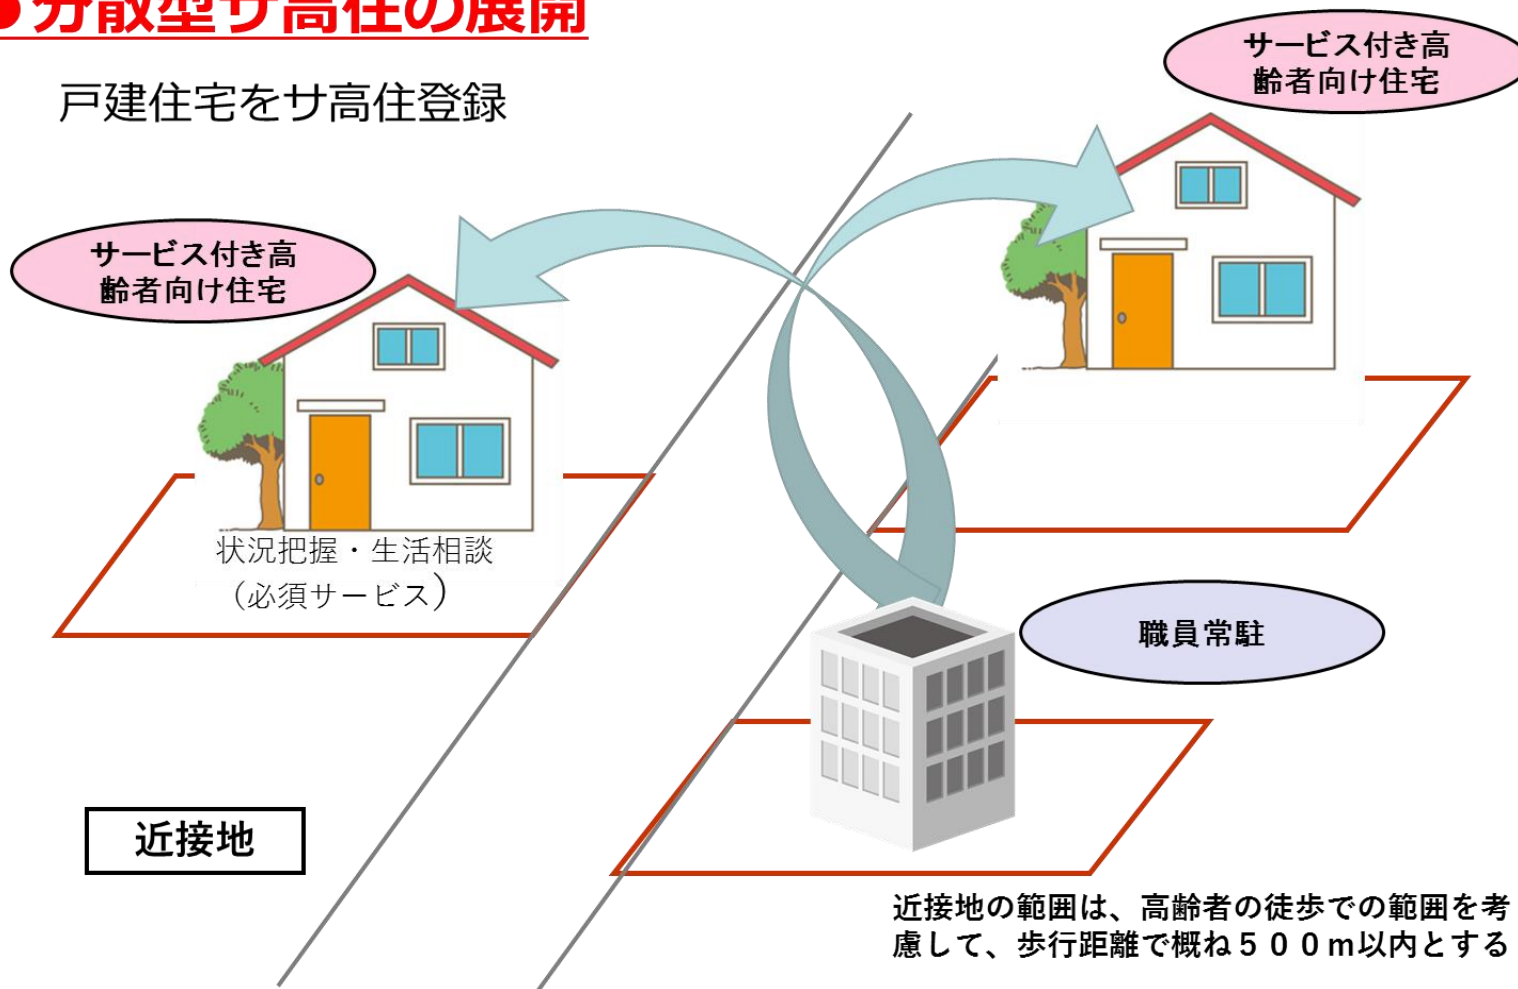 ●分散型サ高住の展開
戸建住宅をサ高住登録
サービス付き高
齢者向け住宅
サービス付き高
齢者向け住宅
状況把握・生活相談
（必須サービス）
職員常駐
近接地
近接地の範囲は、高齢者の徒歩での範囲を考
慮して、歩行距離で概ね５００ｍ以内とする